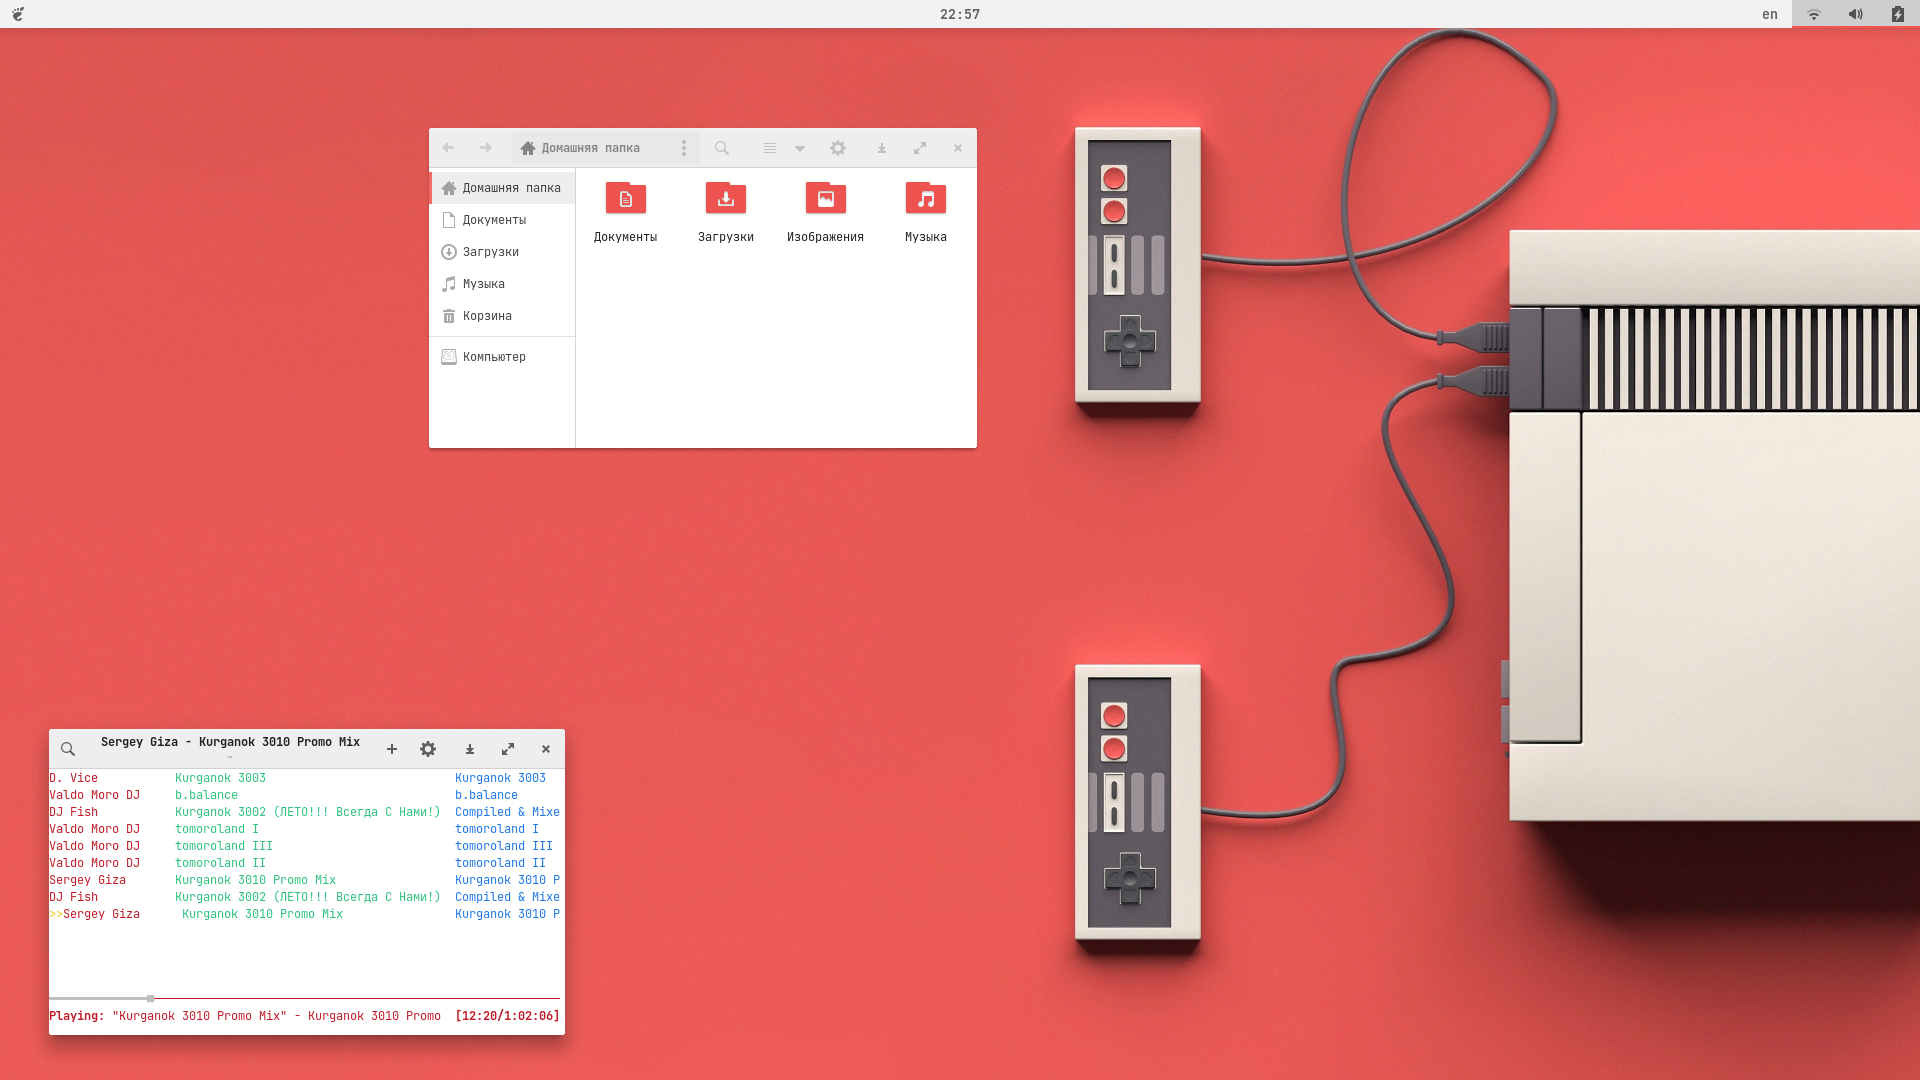 22:57
en
Домашняя папка
Домашняя папка
Документы
Загрузки
Музыка
Корзина
Компьютер
Документы
Загрузки
Изображения
Музыка
Sergey Giza - Kurganok 3010 Promo Mix
~
D. Vice Kurganok 3003 Kurganok 3003
Valdo Moro DJ b.balance b.balance
DJ Fish Kurganok 3002 (ЛЕТО!!! Всегда С Нами!) Compiled & Mixe
Valdo Moro DJ tomoroland I tomoroland I
Valdo Moro DJ tomoroland III tomoroland III
Valdo Moro DJ tomoroland II tomoroland II
Sergey Giza Kurganok 3010 Promo Mix Kurganok 3010 P
DJ Fish Kurganok 3002 (ЛЕТО!!! Всегда С Нами!) Compiled & Mixe
>>Sergey Giza Kurganok 3010 Promo Mix Kurganok 3010 P
Playing: "Kurganok 3010 Promo Mix" - Kurganok 3010 Promo [12:20/1:02:06]